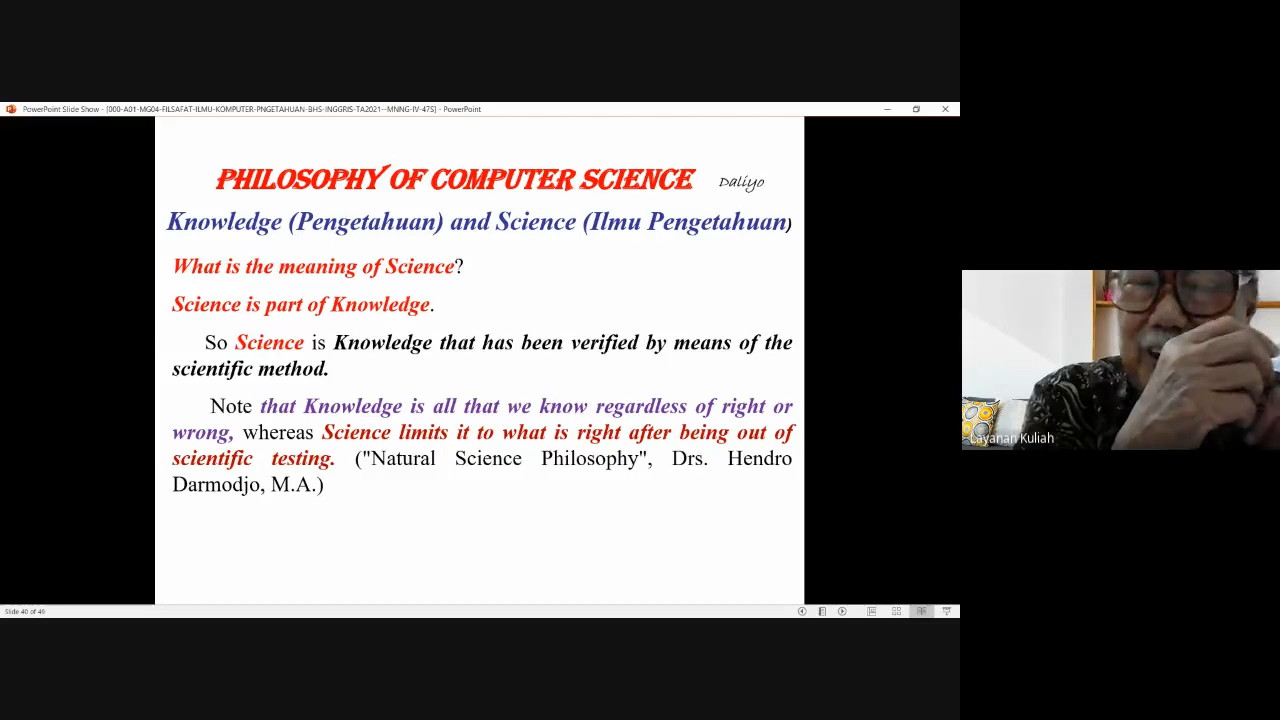 PowerPoint Slide Show - [000-A01-MG04-FILSAFAT-ILMU-KOMPUTER-PNGETAHUAN-BHS-INGGRIS-TA2021--MNNG-IV-47S] - PowerPoint
PHILOSOPHY OF COMPUTER SCIENCE Daliyo
Knowledge (Pengetahuan) and Science (Ilmu Pengetahuan)
What is the meaning of Science?
Science is part of Knowledge.
So Science is Knowledge that has been verified by means of the
scientific method.
Note that Knowledge is all that we know regardless of right or
wrong, whereas Science limits it to what is right after being out of
scientific testing. ("Natural Science Philosophy", Drs. Hendro
Darmodjo, M.A.)
Layanan Kuliah
Slide 40 of 49